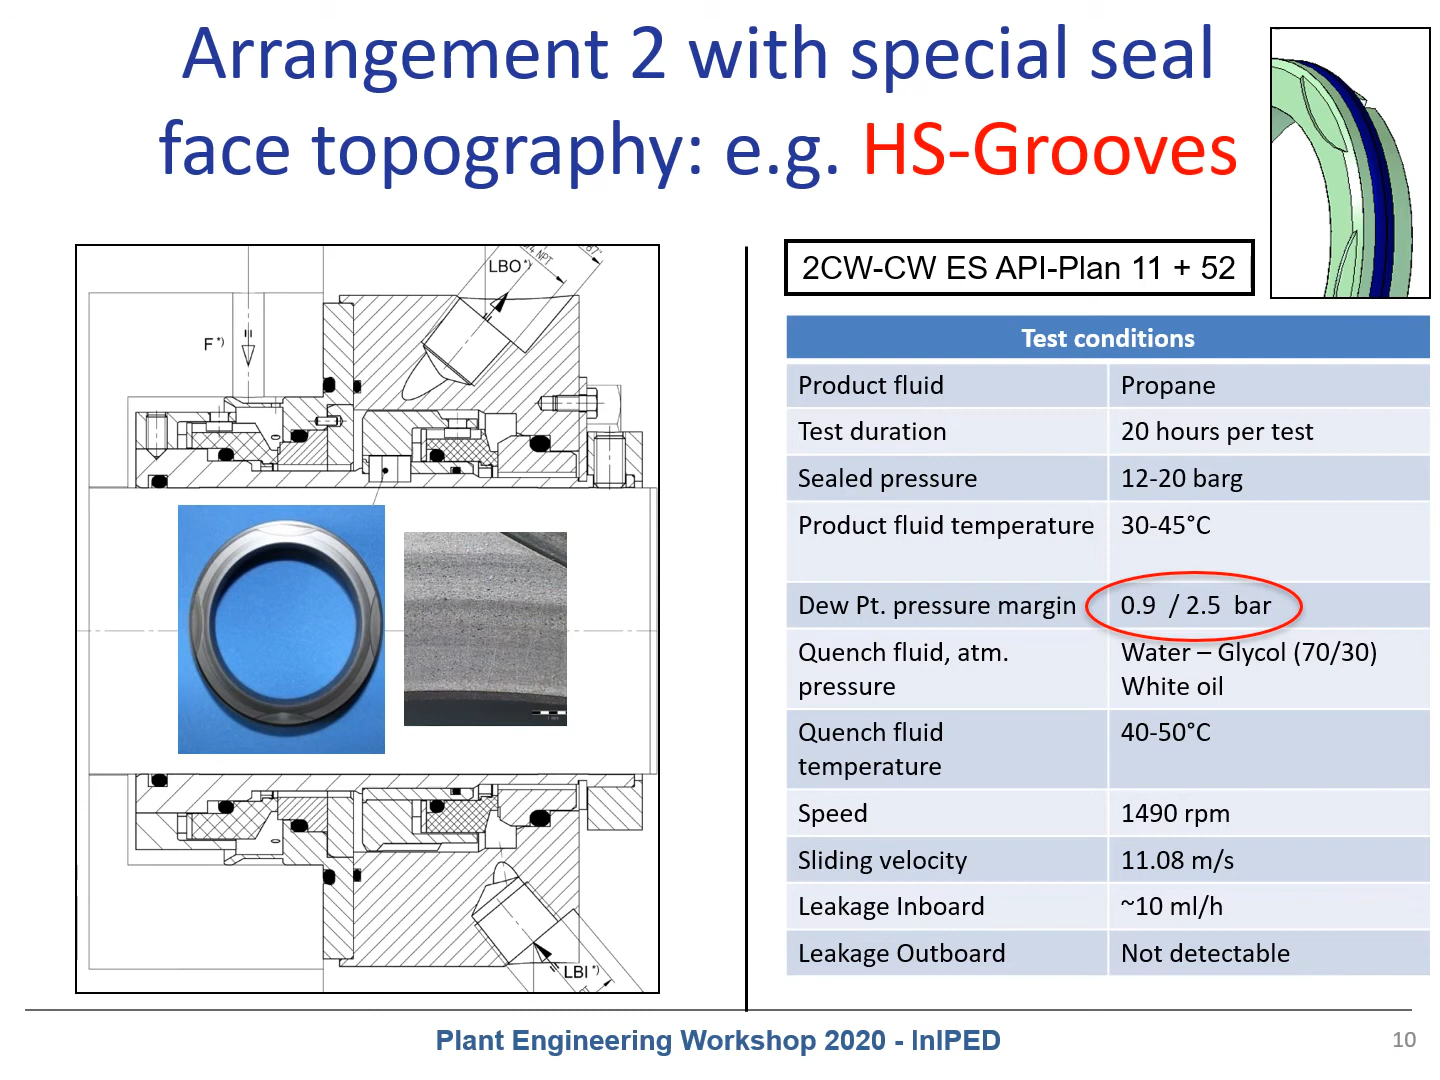 Arrangement 2 with special seal
face topography: e.g. HS-Grooves
LBO*)
F*)
LBI*)
2CW-CW ES API-Plan 11 + 52
Test conditions
Product fluid Propane
Test duration 20 hours per test
Sealed pressure 12-20 barg
Product fluid temperature 30-45°C
Dew Pt. pressure margin 0.9 / 2.5 bar
Quench fluid, atm. Water – Glycol (70/30)
pressure White oil
Quench fluid 40-50°C
temperature
Speed 1490 rpm
Sliding velocity 11.08 m/s
Leakage Inboard ~10 ml/h
Leakage Outboard Not detectable
Plant Engineering Workshop 2020 - InIPED
10